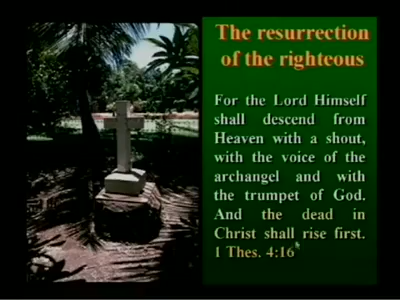 The resurrection
of the righteous
For the Lord Himself
shall descend from
Heaven with a shout,
with the voice of the
archangel and with
the trumpet of God.
And the dead in
Christ shall rise first.
1 Thes. 4:16